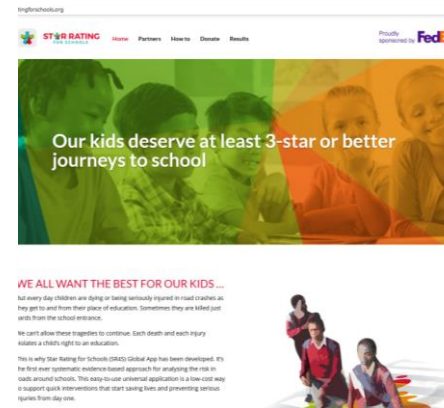 tingforschools.org
STAR RATING
FOR SCHOOLS
Home Partners How to Donate Results
Proudly
sponsored by FedE
Our kids deserve at least 3-star or better
journeys to school
WE ALL WANT THE BEST FOR OUR KIDS ...
But every day children are dying or being seriously injured in road crashes as
they get to and from their place of education. Sometimes they are killed just
yards from the school entrance.
We can't allow these tragedies to continue. Each death and each injury
violates a child's right to an education.
This is why Star Rating for Schools (SR4S) Global App has been developed. It's
the first ever systematic evidence-based approach for analysing the risk in
roads around schools. This easy-to-use universal application is a low-cost way
to support quick interventions that start saving lives and preventing serious
injuries from day one.